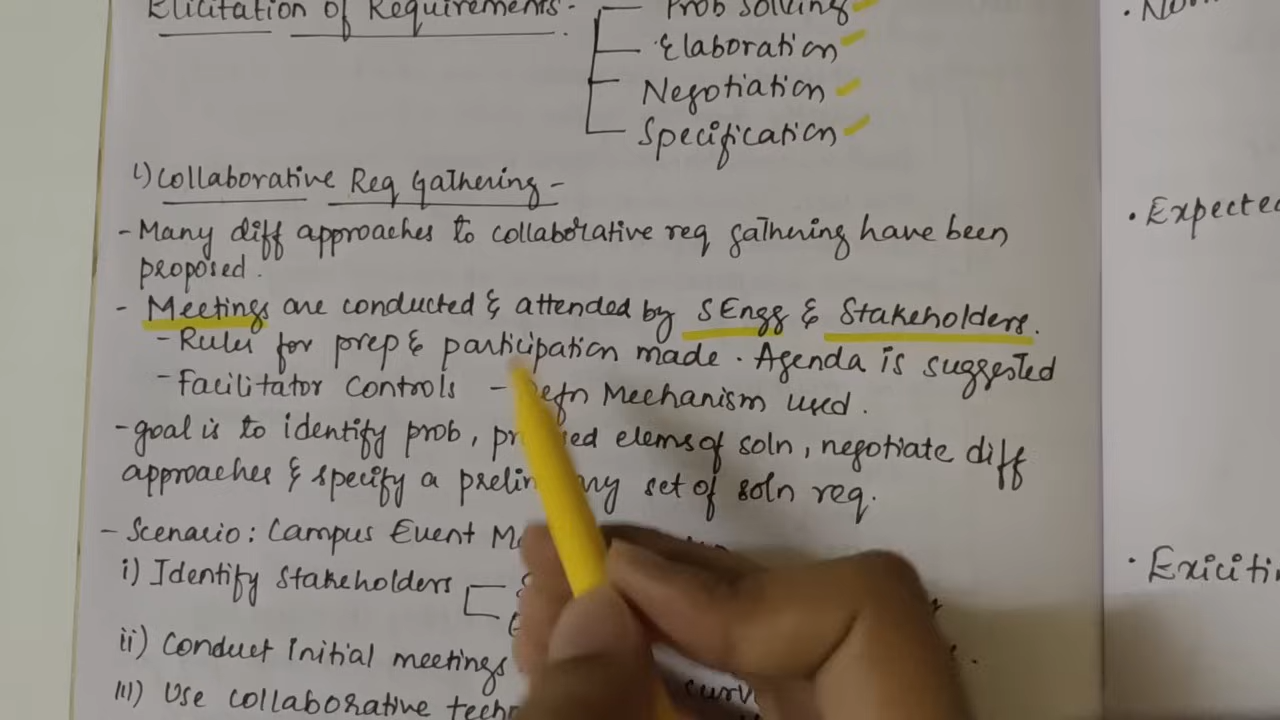 Elicitation of Requirements.
Prob solving
Elaboration
Negotiation
Specification
1) Collaborative Req Gathering -
- Many diff approaches to collaborative req gathering have been
proposed.
- Meetings are conducted & attended by SEngg & Stakeholders.
- Rules for prep & participation made. Agenda is suggested
- Facilitator Controls - Defn Mechanism used.
- goal is to identify prob, elems of soln, negotiate diff
approaches & specify a set of soln req.
- Scenario: Campus Event
i) Identify Stakeholders
ii) Conduct initial meetings
iii) Use collaborative
• Expected
•